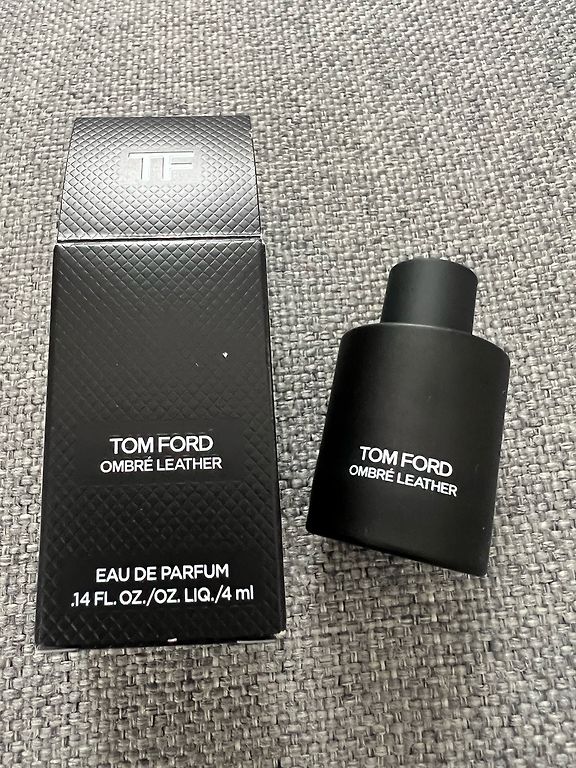 TF
TOM FORD
OMBRÉ LEATHER
EAU DE PARFUM
.14 FL. OZ./OZ. LIQ./4 ml
TOM FORD
OMBRÉ LEATHER